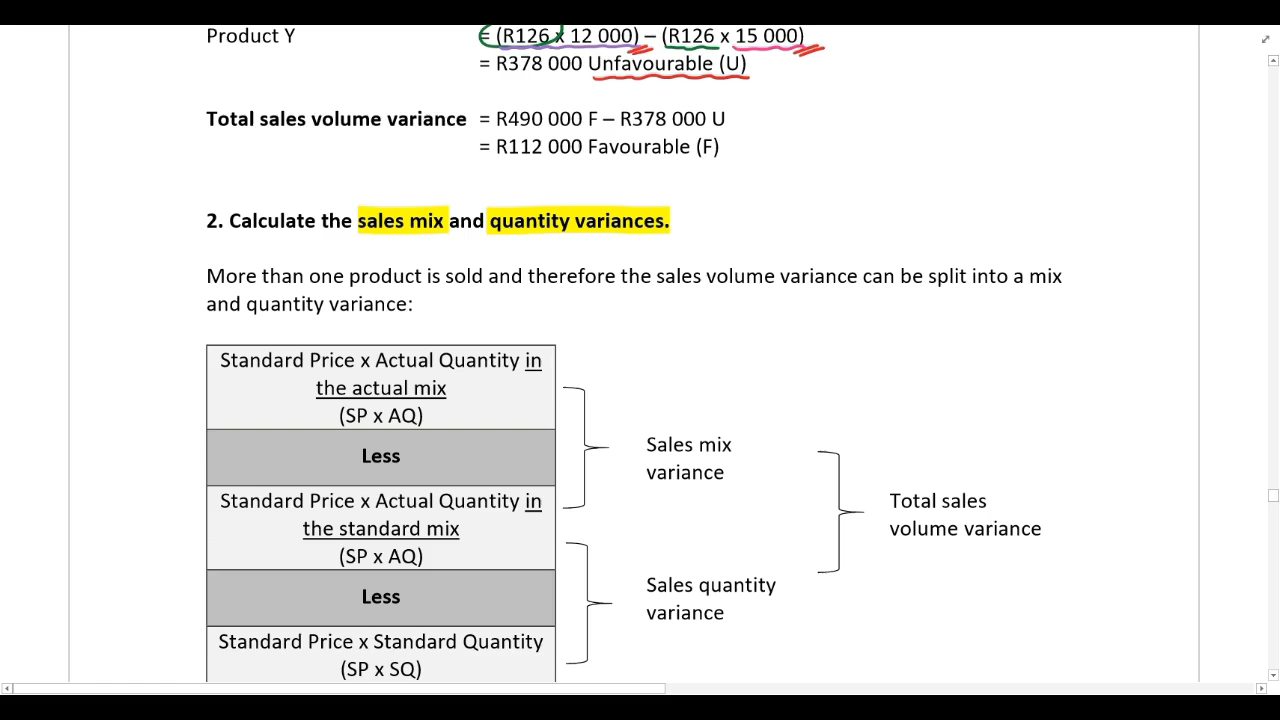 Product Y = (R126 x 12 000) – (R126 x 15 000)
= R378 000 Unfavourable (U)
Total sales volume variance = R490 000 F – R378 000 U
= R112 000 Favourable (F)
2. Calculate the sales mix and quantity variances.
More than one product is sold and therefore the sales volume variance can be split into a mix
and quantity variance:
Standard Price x Actual Quantity in
the actual mix
(SP x AQ)
Less
Standard Price x Actual Quantity in
the standard mix
(SP x AQ)
Less
Standard Price x Standard Quantity
(SP x SQ)
Sales mix
variance
Sales quantity
variance
Total sales
volume variance